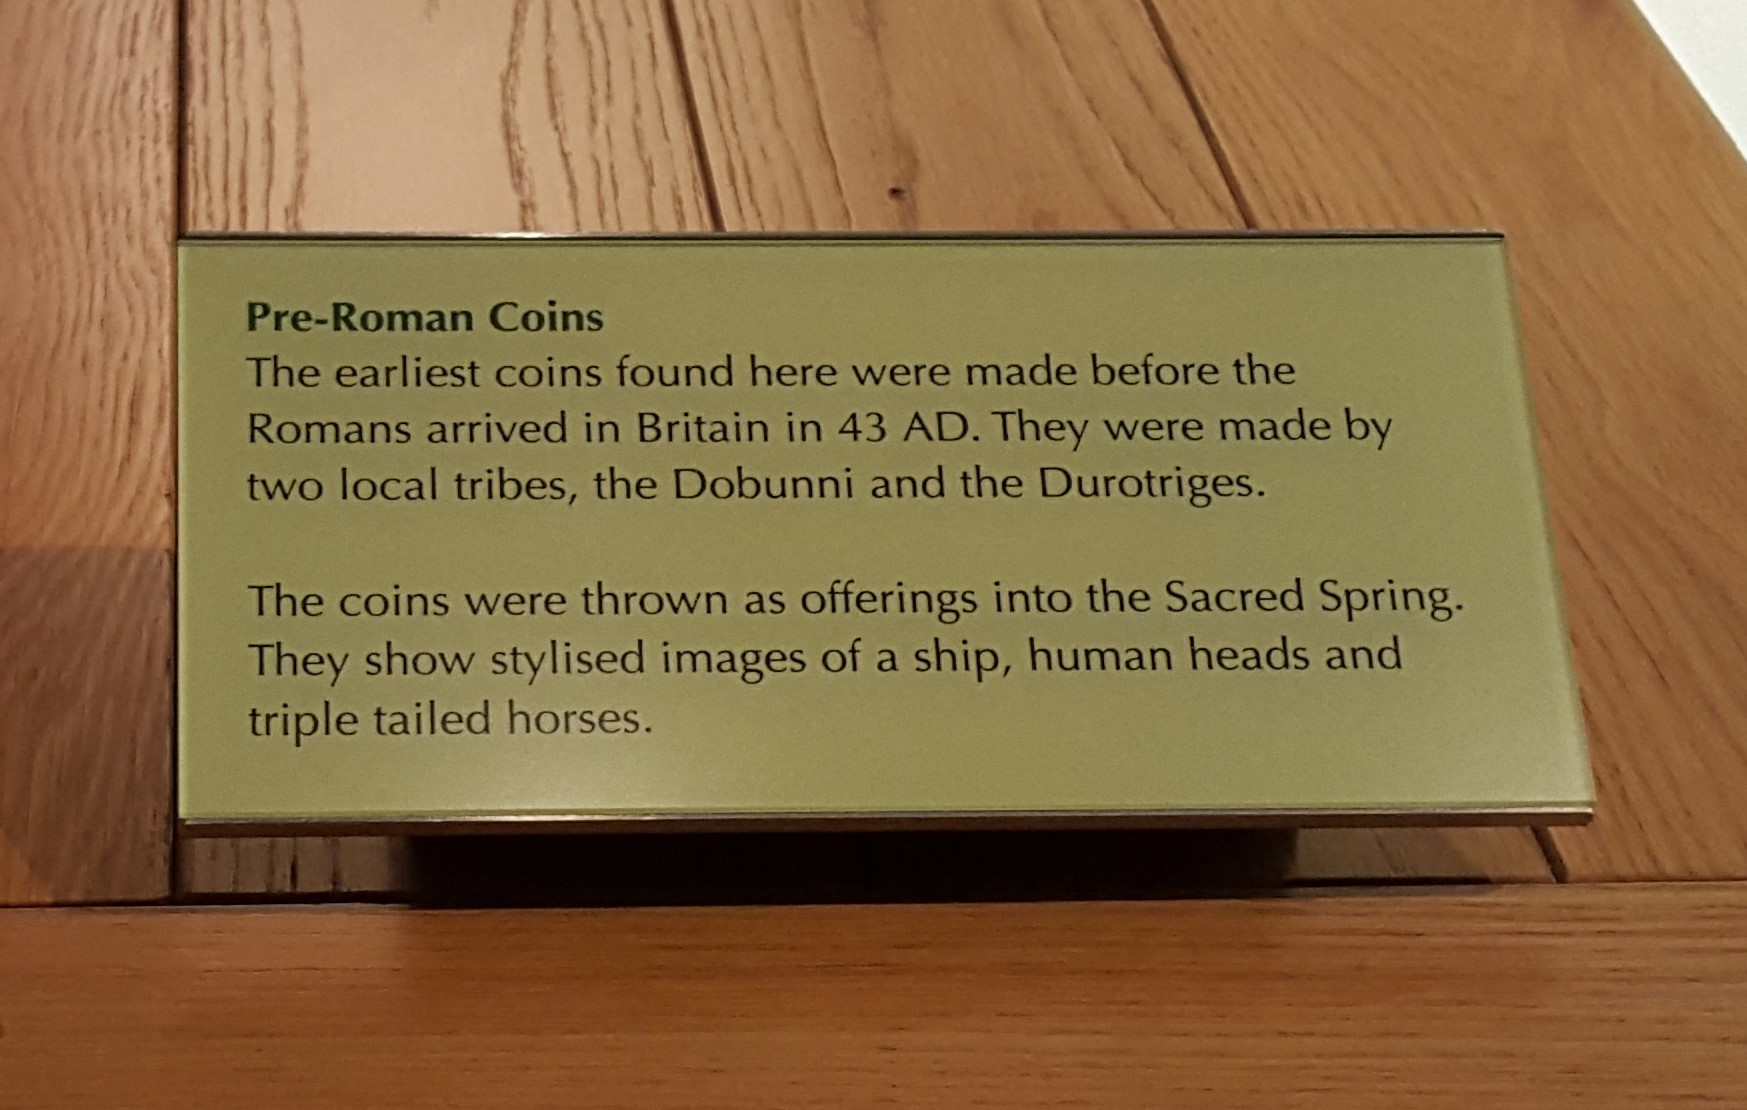 Pre-Roman Coins
The earliest coins found here were made before the
Romans arrived in Britain in 43 AD. They were made by
two local tribes, the Dobunni and the Durotriges.
The coins were thrown as offerings into the Sacred Spring.
They show stylised images of a ship, human heads and
triple tailed horses.